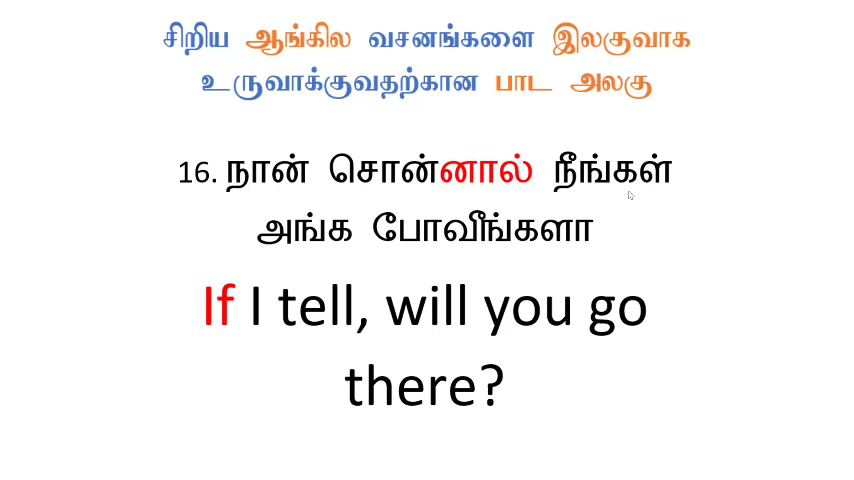 சிறிய ஆங்கில வசனங்களை இலகுவாக
உருவாக்குவதற்கான பாட அலகு
16. நான் சொன்னால் நீங்கள்
அங்க போவீங்களா
If I tell, will you go
there?